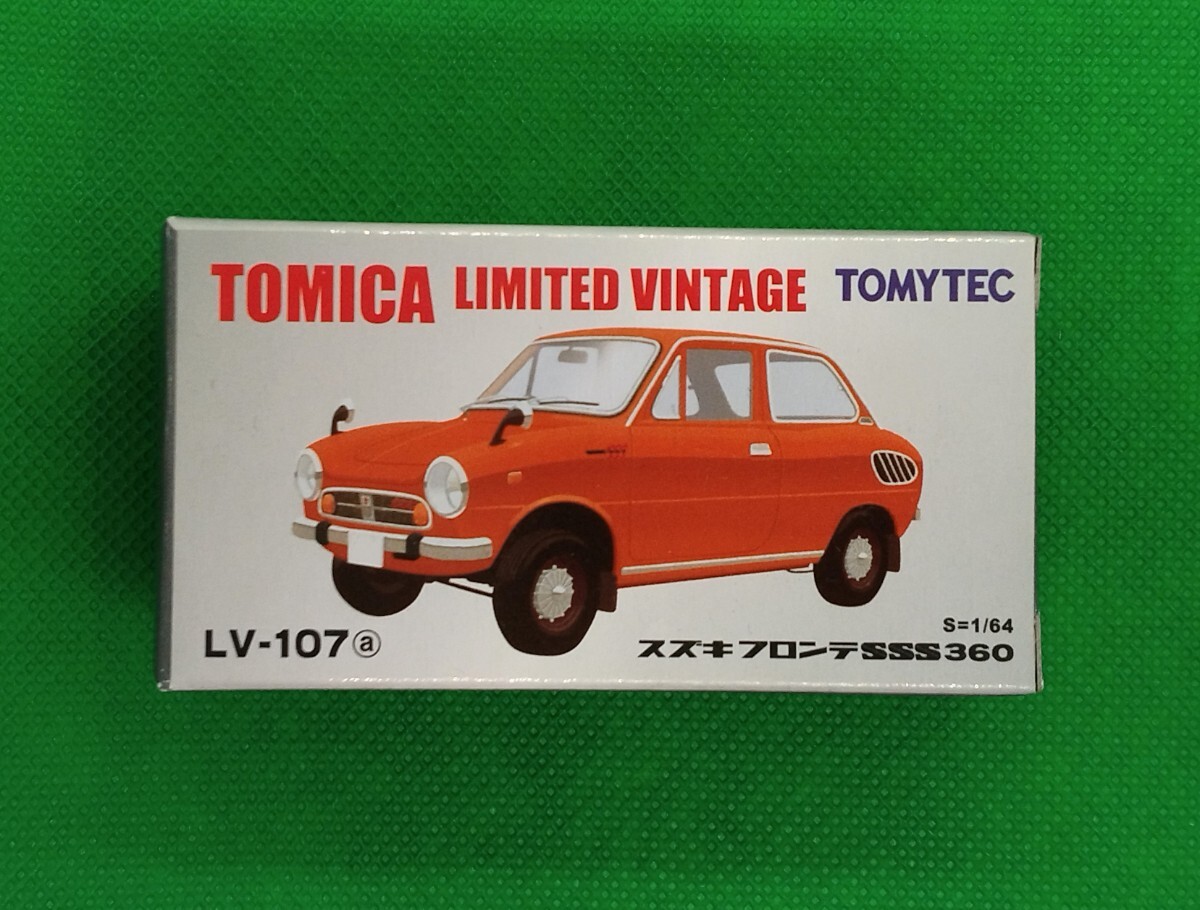 TOMICA LIMITED VINTAGE TOMYTEC
S=1/64
LV-107ⓐ スズキ フロンテSSS360